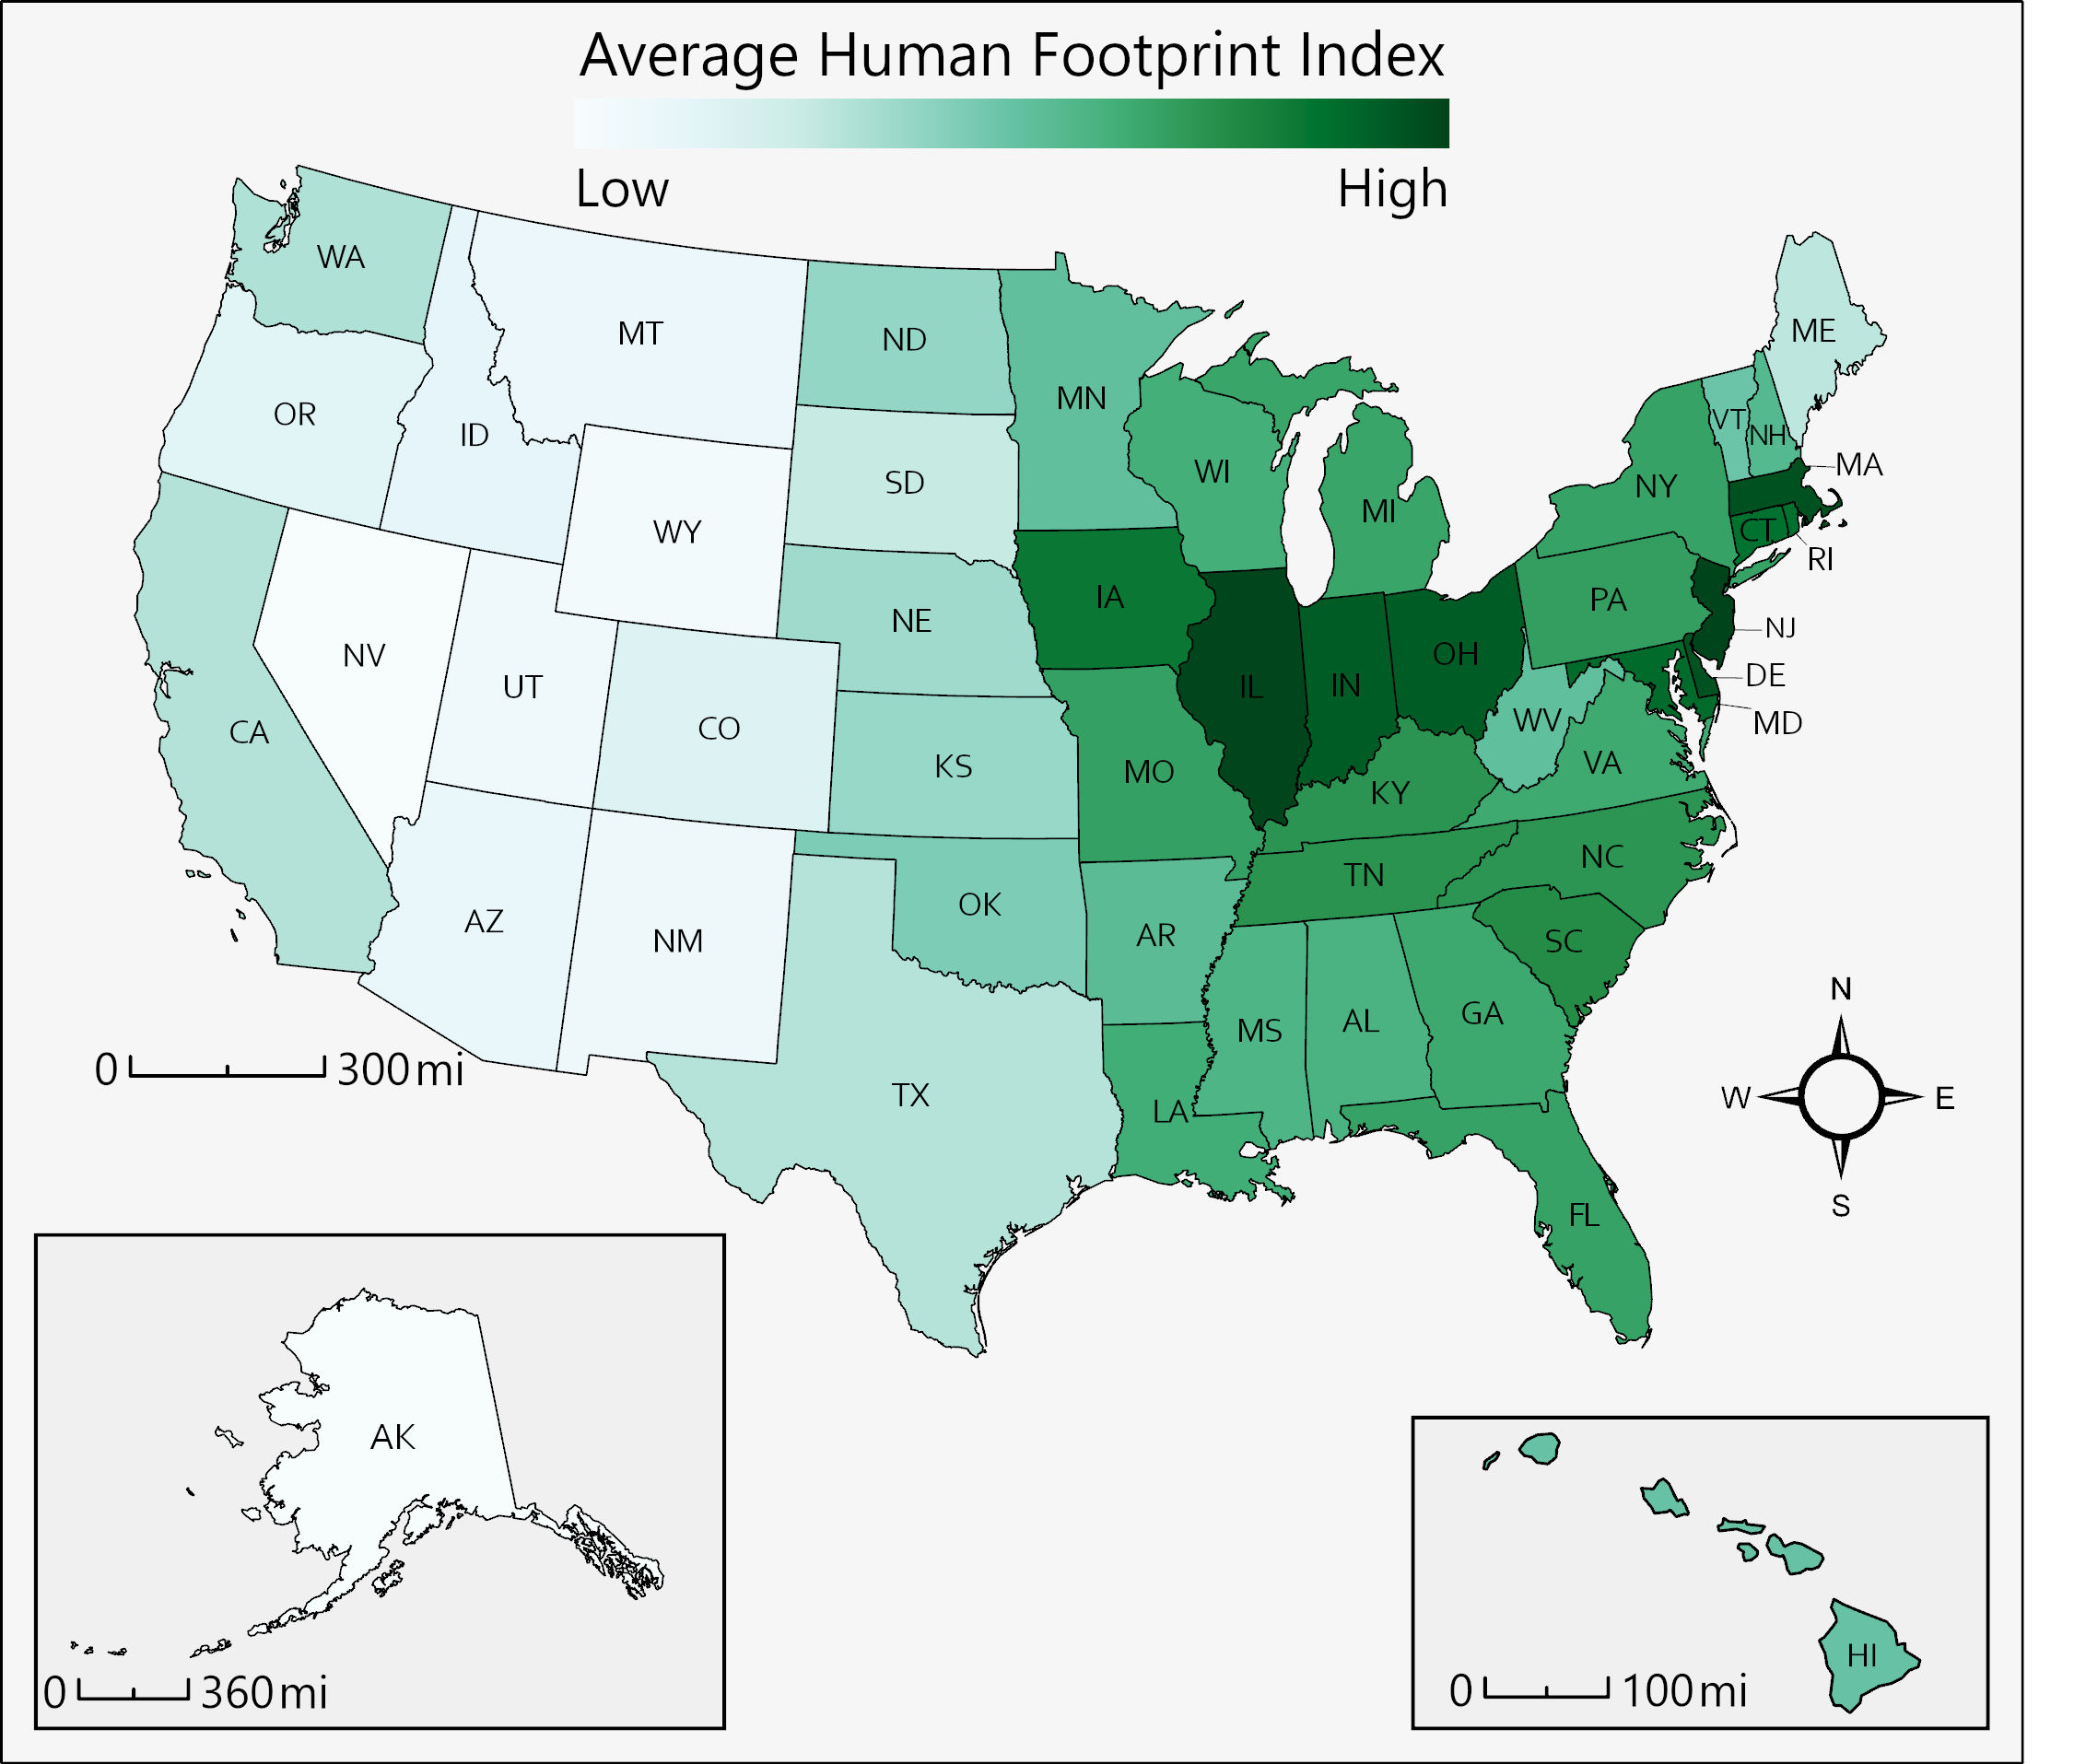 Average Human Footprint Index
Low High
WA
MT
ND
MN
ME
OR
ID
SD
WI
MI
VT
NH
NY
MA
WY
CT
RI
IA
NE
PA
NJ
NV
UT
CO
IL
IN
OH
DE
MD
CA
KS
MO
WV
VA
KY
NC
TN
AZ
NM
OK
AR
SC
MS
AL
GA
TX
LA
FL
0 300 mi
N
W E
S
AK
0 360 mi
HI
0 100 mi